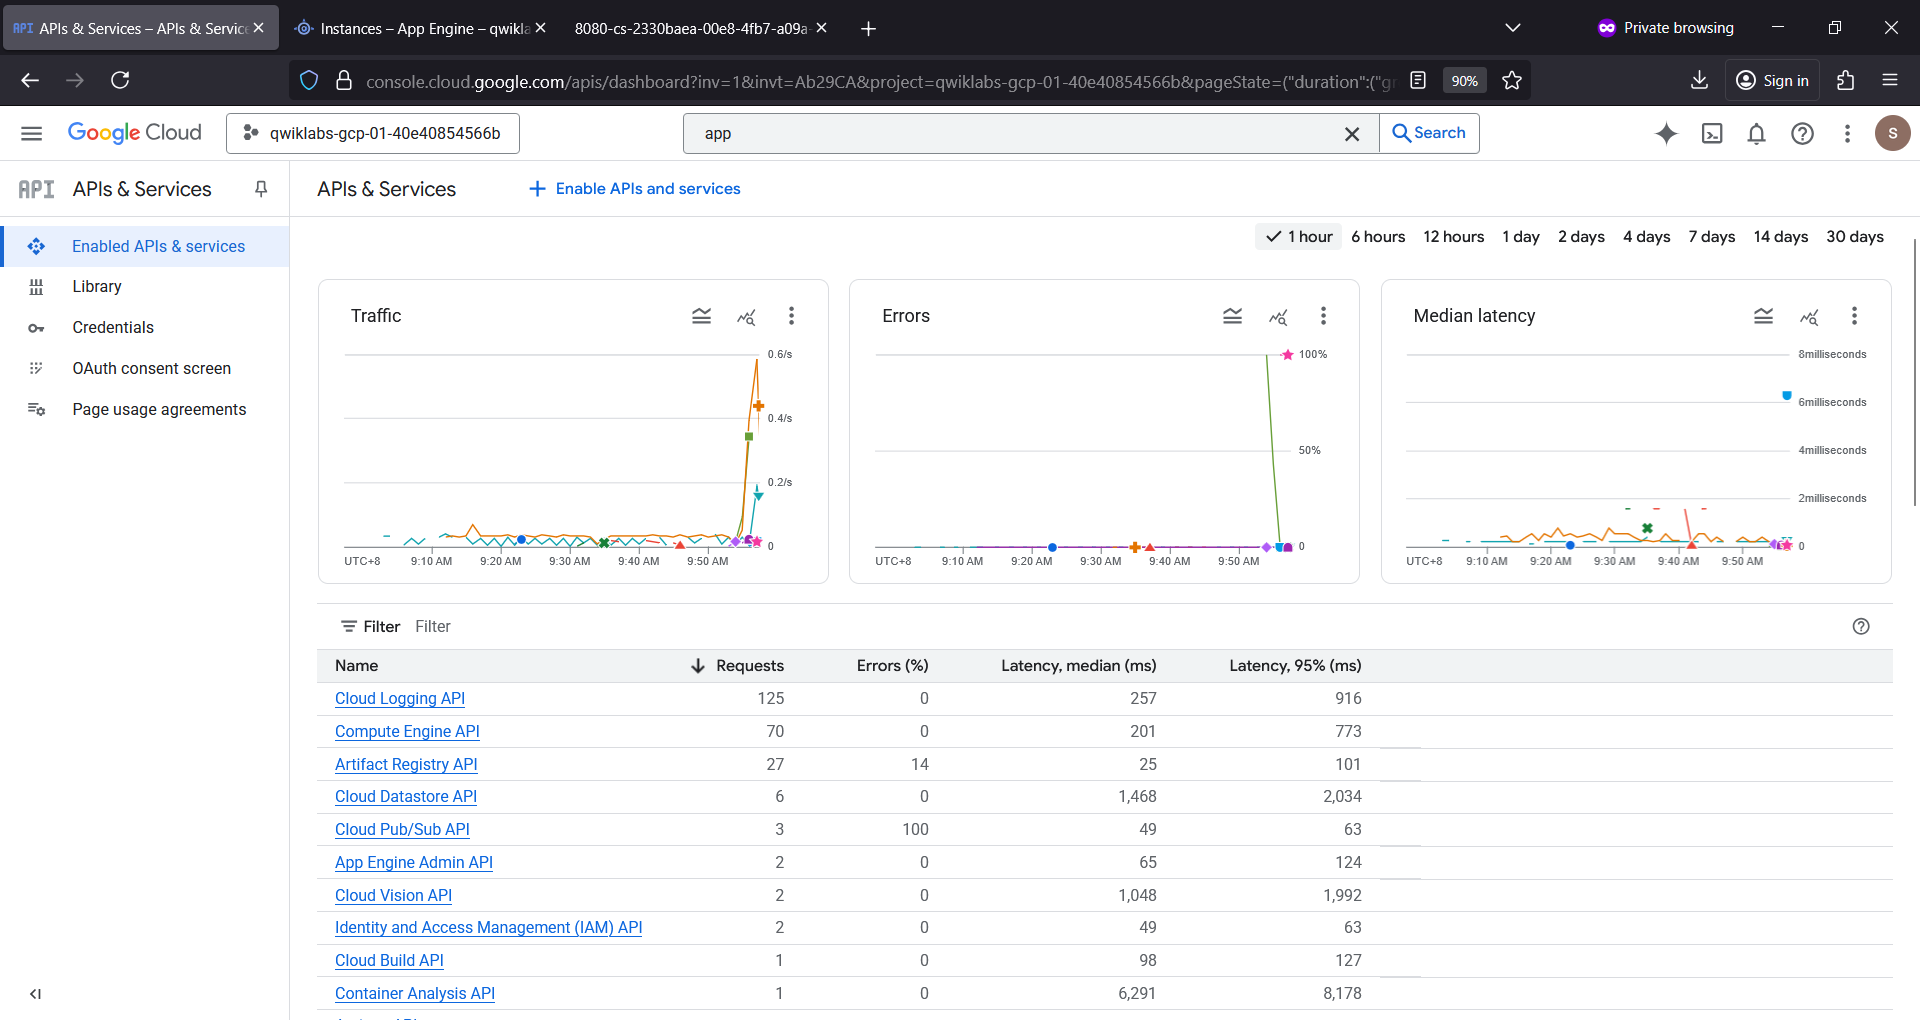 API APIs & Services – APIs & Service
Instances – App Engine – qwikla
8080-cs-2330baea-00e8-4fb7-a09a-
Private browsing
console.cloud.google.com/apis/dashboard?inv=1&invt=Ab29CA&project=qwiklabs-gcp-01-40e40854566b&pageState=("duration":("gr
90%
Sign in
Google Cloud
qwiklabs-gcp-01-40e40854566b
app
Search
S
API APIs & Services
APIs & Services
Enable APIs and services
Enabled APIs & services
Library
Credentials
OAuth consent screen
Page usage agreements
1 hour 6 hours 12 hours 1 day 2 days 4 days 7 days 14 days 30 days
Traffic
0.6/s
0.4/s
0.2/s
0
UTC+8 9:10 AM 9:20 AM 9:30 AM 9:40 AM 9:50 AM
Errors
100%
50%
0
UTC+8 9:10 AM 9:20 AM 9:30 AM 9:40 AM 9:50 AM
Median latency
8milliseconds
6milliseconds
4milliseconds
2milliseconds
0
UTC+8 9:10 AM 9:20 AM 9:30 AM 9:40 AM 9:50 AM
Filter Filter
Name Requests Errors (%) Latency, median (ms) Latency, 95% (ms)
Cloud Logging API 125 0 257 916
Compute Engine API 70 0 201 773
Artifact Registry API 27 14 25 101
Cloud Datastore API 6 0 1,468 2,034
Cloud Pub/Sub API 3 100 49 63
App Engine Admin API 2 0 65 124
Cloud Vision API 2 0 1,048 1,992
Identity and Access Management (IAM) API 2 0 49 63
Cloud Build API 1 0 98 127
Container Analysis API 1 0 6,291 8,178